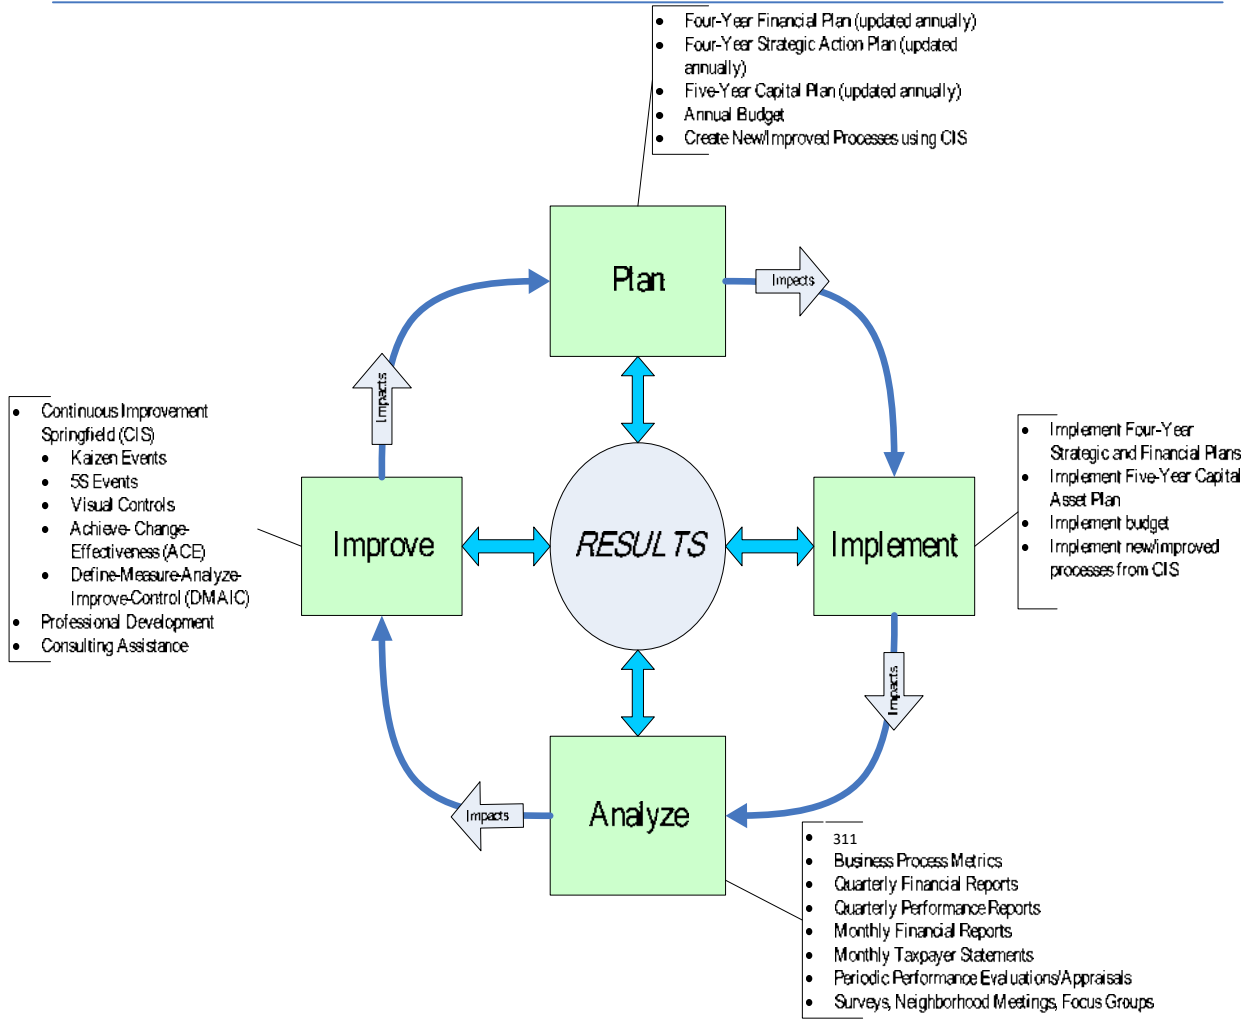 Four-Year Financial Plan (updated annually)
Four-Year Strategic Action Plan (updated
annually)
Five-Year Capital Plan (updated annually)
Annual Budget
Create New/Improved Processes using CIS
Plan
Impacts
Impacts
Continuous Improvement
Springfield (CIS)
Kaizen Events
5S Events
Visual Controls
Achieve- Change-
Effectiveness (ACE)
Define-Measure-Analyze-
Improve-Control (DMAIC)
Professional Development
Consulting Assistance
Improve
RESULTS
Implement
Implement Four-Year
Strategic and Financial Plans
Implement Five-Year Capital
Asset Plan
Implement budget
Implement new/improved
processes from CIS
Impacts
Impacts
Analyze
311
Business Process Metrics
Quarterly Financial Reports
Quarterly Performance Reports
Monthly Financial Reports
Monthly Taxpayer Statements
Periodic Performance Evaluations/Appraisals
Surveys, Neighborhood Meetings, Focus Groups